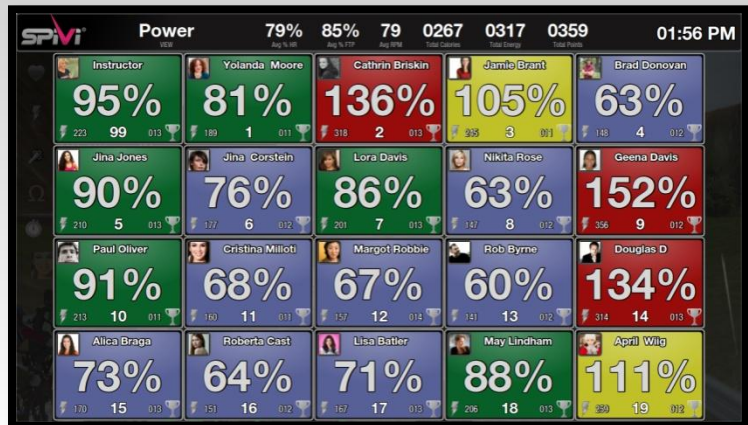 SPiVi
Power
VIEW
79%
Avg % HR
85%
Avg % FTP
79
Avg RPM
0267
Total Calories
0317
Total Energy
0359
Total Points
01:56 PM
Instructor
95%
223 99 013
Yolanda Moore
81%
189 1 011
Cathrin Briskin
136%
318 2 013
Jamie Brant
105%
245 3 011
Brad Donovan
63%
148 4 012
Jina Jones
90%
210 5 013
Jina Corstein
76%
177 6 012
Lora Davis
86%
201 7 013
Nikita Rose
63%
147 8 012
Geena Davis
152%
356 9 012
Paul Oliver
91%
213 10 011
Cristina Milloti
68%
160 11 011
Margot Robbie
67%
157 12 014
Rob Byrne
60%
141 13 012
Douglas D
134%
314 14 013
Alica Braga
73%
170 15 013
Roberta Cast
64%
151 16 012
Lisa Batler
71%
167 17 013
May Lindham
88%
206 18 013
April Wiig
111%
259 19 012